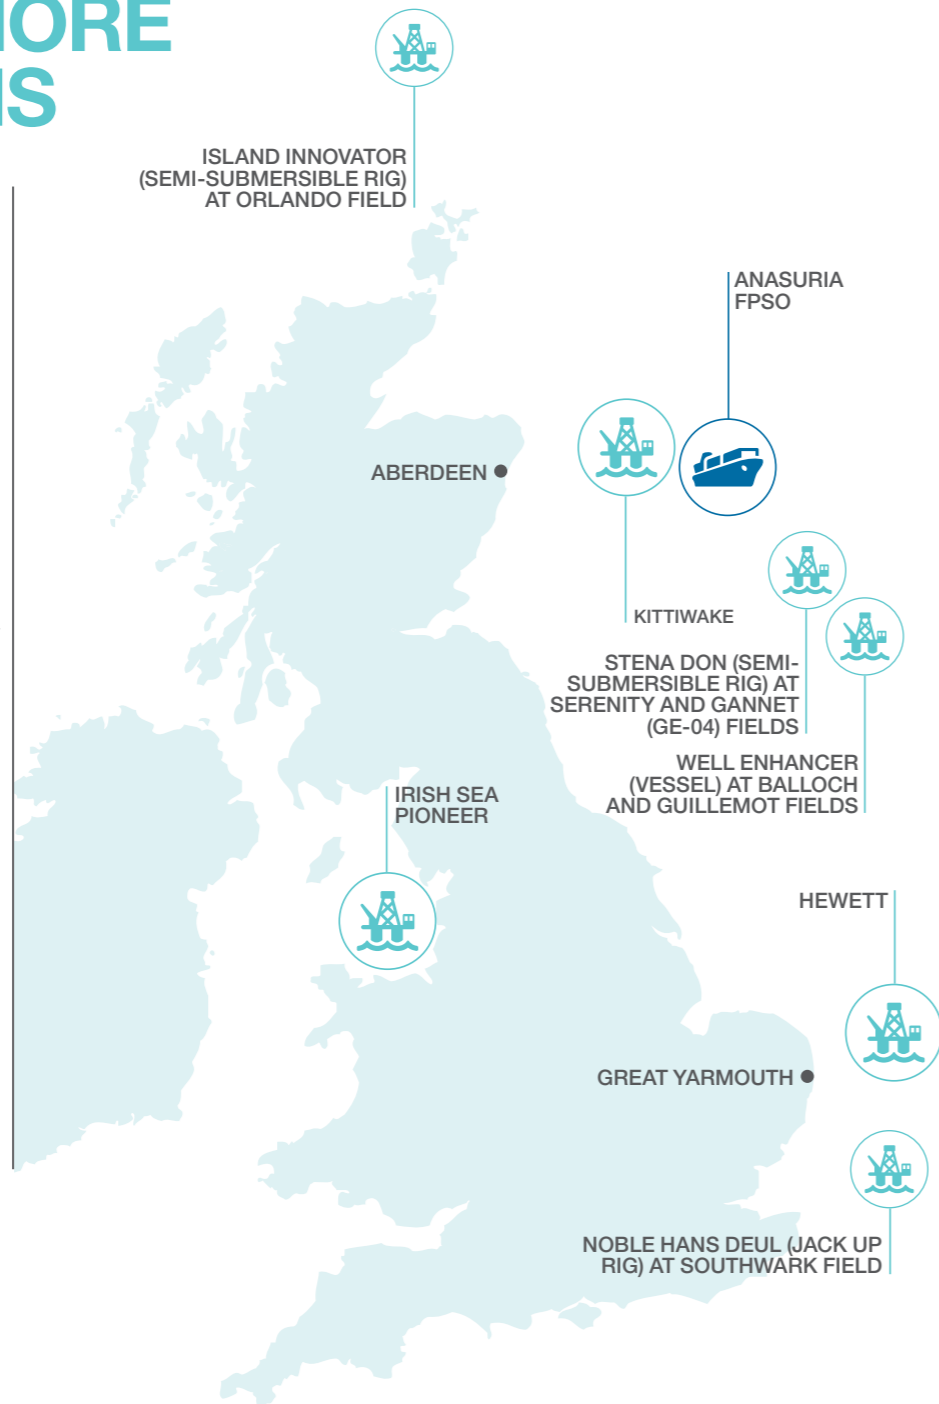 MORE
NS
ISLAND INNOVATOR
(SEMI-SUBMERSIBLE RIG)
AT ORLANDO FIELD
ANASURIA
FPSO
ABERDEEN
KITTIWAKE
STENA DON (SEMI-
SUBMERSIBLE RIG) AT
SERENITY AND GANNET
(GE-04) FIELDS
WELL ENHANCER
(VESSEL) AT BALLOCH
AND GUILLEMOT FIELDS
IRISH SEA
PIONEER
HEWETT
GREAT YARMOUTH
NOBLE HANS DEUL (JACK UP
RIG) AT SOUTHWARK FIELD